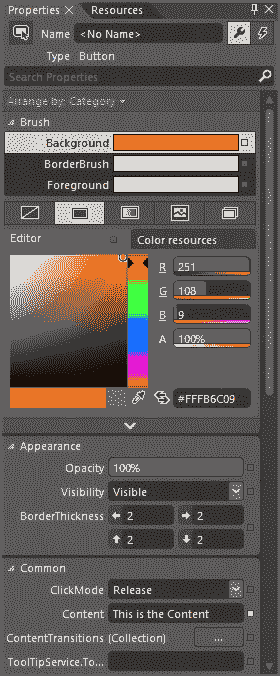 Properties Resources
Name <No Name>
Type Button
Search Properties
Arrange by: Category
Brush
Background
BorderBrush
Foreground
Editor Color resources
R 251
G 108
B 9
A 100%
#FFFB6C09
Appearance
Opacity 100%
Visibility Visible
BorderThickness 2 2
2 2
Common
ClickMode Release
Content This is the Content
ContentTransitions (Collection) ...
ToolTipService.To...